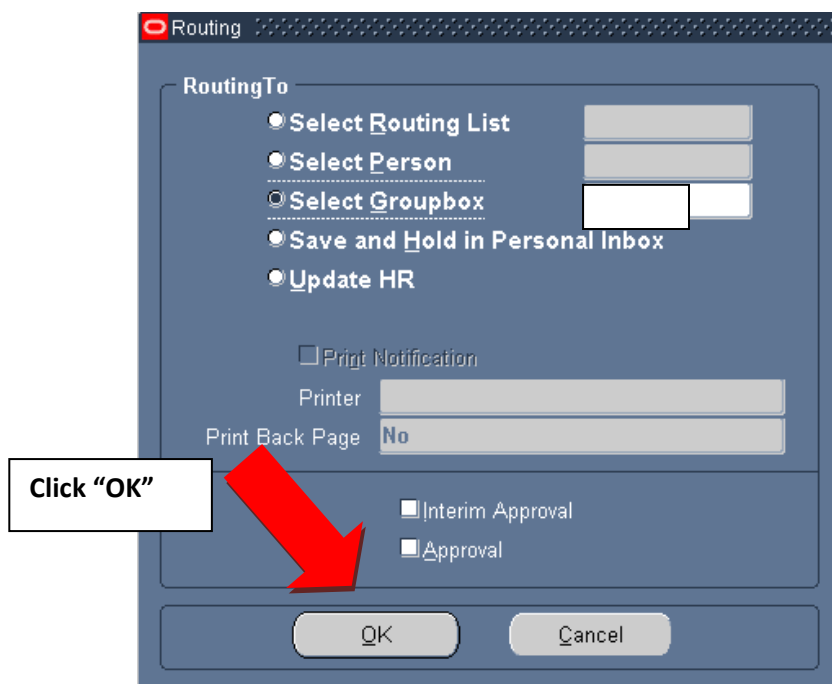 Routing
RoutingTo
Select Routing List
Select Person
Select Groupbox
Save and Hold in Personal Inbox
Update HR
Print Notification
Printer
Print Back Page No
Click “OK”
Interim Approval
Approval
OK Cancel